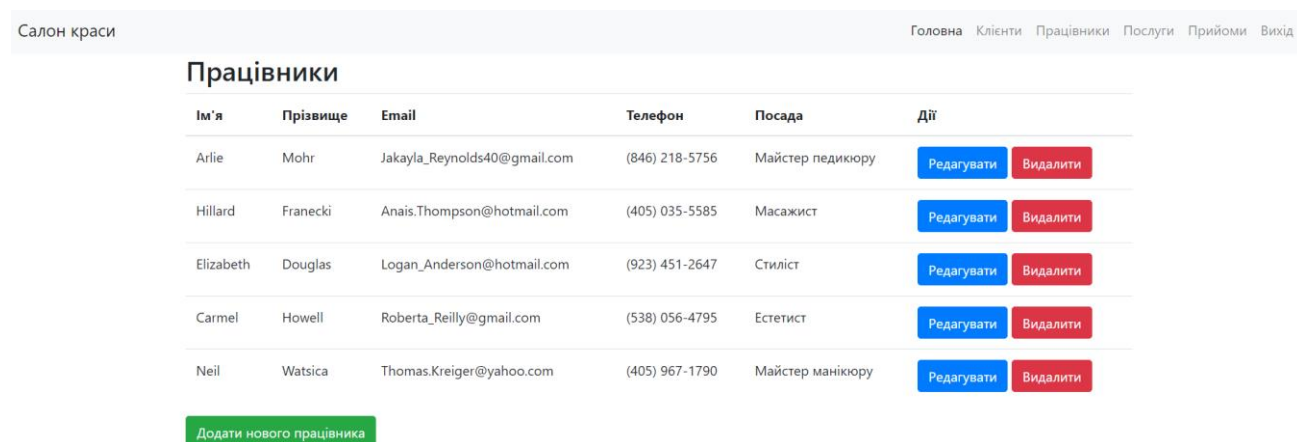 Салон краси Головна Клієнти Працівники Послуги Прийоми Вихід
Працівники
Ім'я Прізвище Email Телефон Посада Дії
Arlie Mohr Jakayla_Reynolds40@gmail.com (846) 218-5756 Майстер педикюру Редагувати Видалити
Hillard Franecki Anais.Thompson@hotmail.com (405) 035-5585 Масажист Редагувати Видалити
Elizabeth Douglas Logan_Anderson@hotmail.com (923) 451-2647 Стиліст Редагувати Видалити
Carmel Howell Roberta_Reilly@gmail.com (538) 056-4795 Естетист Редагувати Видалити
Neil Watsica Thomas.Kreiger@yahoo.com (405) 967-1790 Майстер манікюру Редагувати Видалити
Додати нового працівника